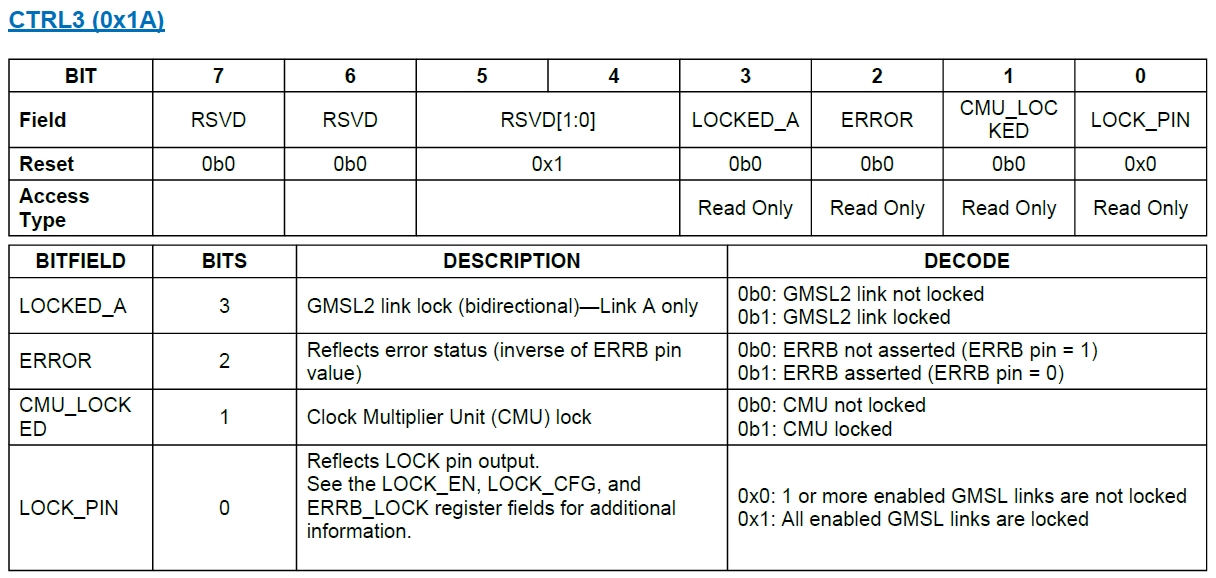 CTRL3 (0x1A)
BIT 7 6 5 4 3 2 1 0
Field RSVD RSVD RSVD[1:0] LOCKED_A ERROR CMU_LOC
KED LOCK_PIN
Reset 0b0 0b0 0x1 0b0 0b0 0b0 0x0
Access
Type Read Only Read Only Read Only Read Only
BITFIELD BITS DESCRIPTION DECODE
LOCKED_A 3 GMSL2 link lock (bidirectional)—Link A only 0b0: GMSL2 link not locked
0b1: GMSL2 link locked
ERROR 2 Reflects error status (inverse of ERRB pin
value) 0b0: ERRB not asserted (ERRB pin = 1)
0b1: ERRB asserted (ERRB pin = 0)
CMU_LOCK
ED 1 Clock Multiplier Unit (CMU) lock 0b0: CMU not locked
0b1: CMU locked
LOCK_PIN 0 Reflects LOCK pin output.
See the LOCK_EN, LOCK_CFG, and
ERRB_LOCK register fields for additional
information. 0x0: 1 or more enabled GMSL links are not locked
0x1: All enabled GMSL links are locked